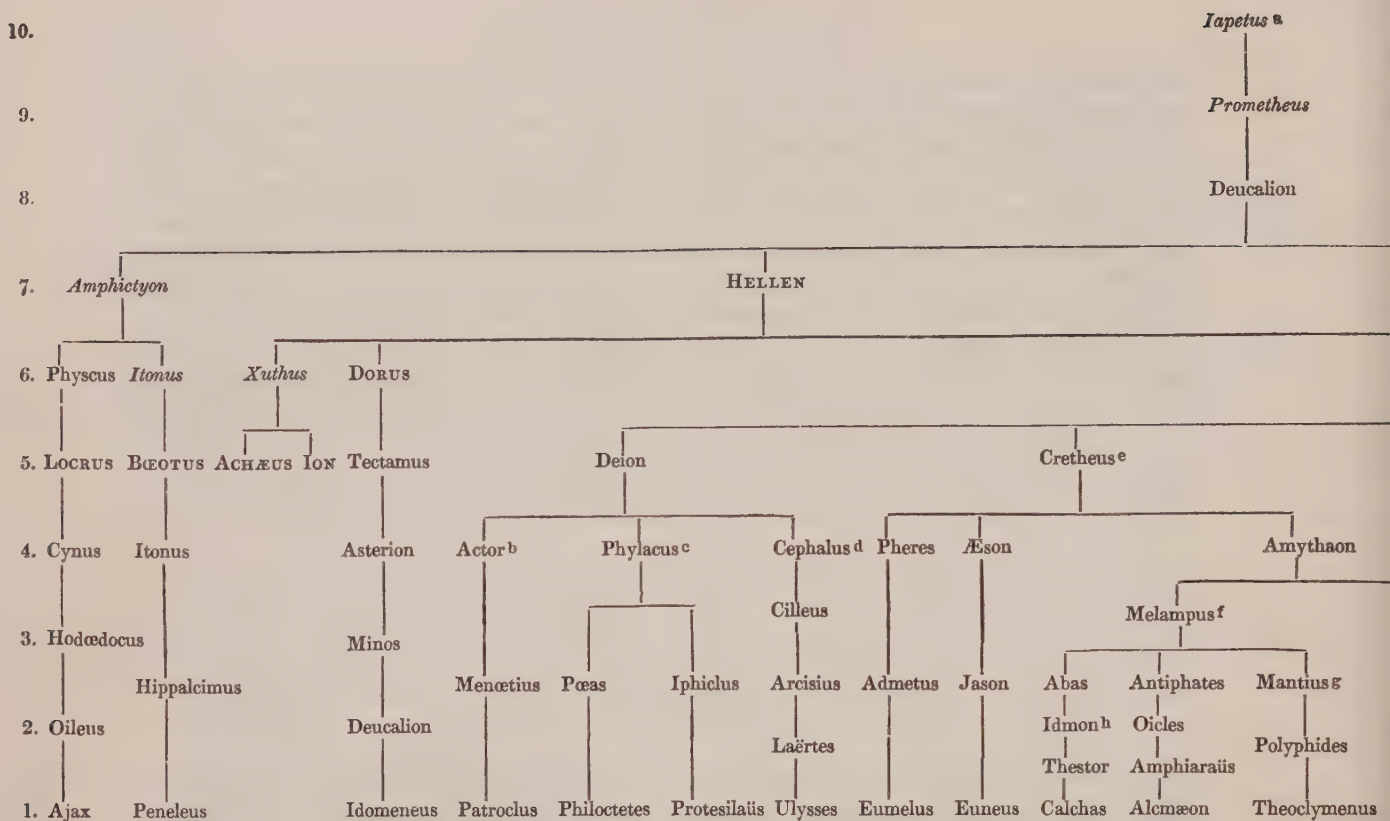 10. Iapetus a
9. Prometheus
8. Deucalion
7. Amphictyon HELLEN
6. Physcus Itonus Xuthus DORUS
5. LOCRUS BŒOTUS ACHÆUS ION Tectamus Deion Cretheus e
4. Cynus Itonus Asterion Actor b Phylacus c Cephalus d Pheres Æson Amythaon
Cilleus Melampus f
3. Hodœdocus Minos
Hippalcimus Menœtius Pœas Iphiclus Arcisius Admetus Jason Abas Antiphates Mantius g
2. Oileus Deucalion Idmon h Oicles
Laërtes Polyphides
Thestor Amphiaraüs
1. Ajax Peneleus Idomeneus Patroclus Philoctetes Protesilaüs Ulysses Eumelus Euneus Calchas Alcmæon Theoclymenus